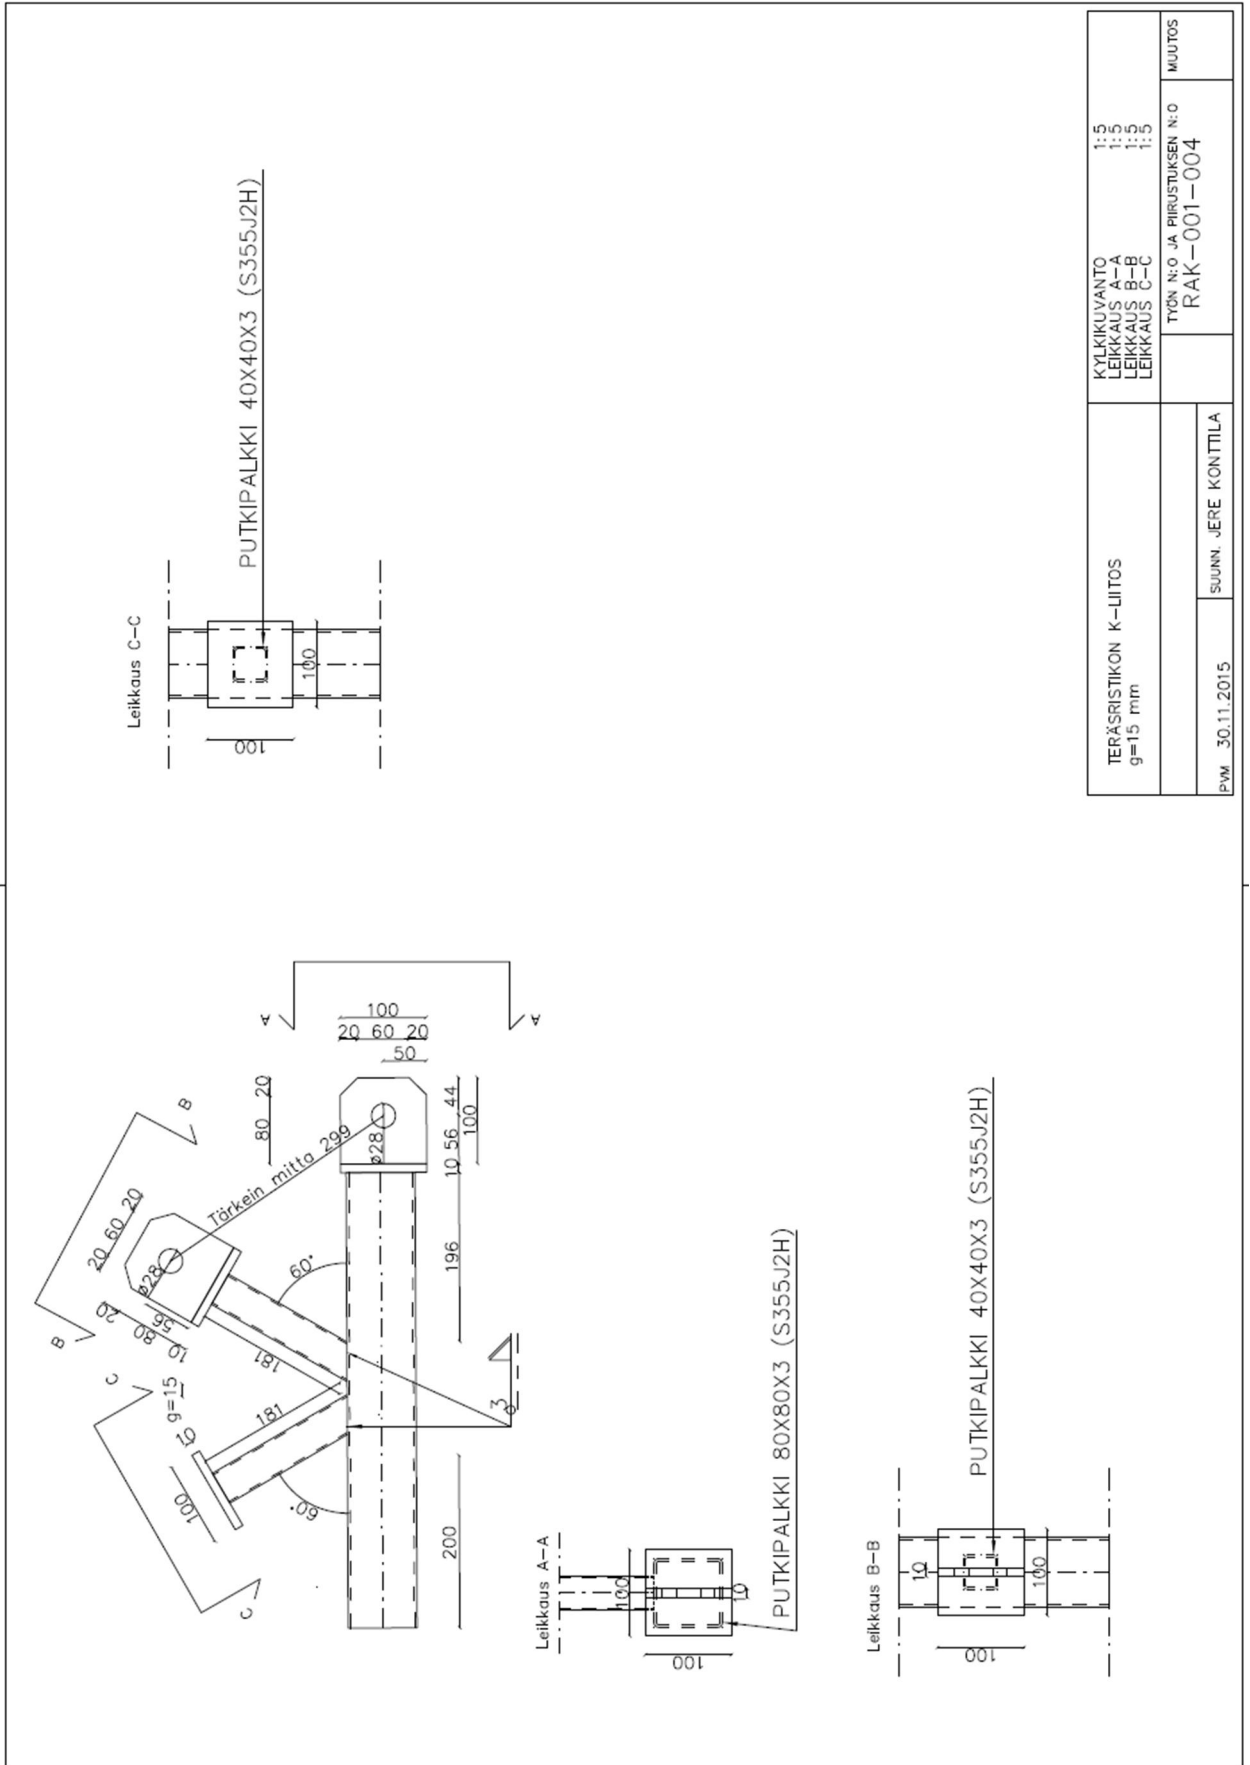 B
B
C
C
A
A
Tärkein mitta 299
20 60 20
ø28
56
20
80
10
181
60°
g=15
10
181
100
60°
80 20
100
20 60 20
50
ø28
10 56 44
100
196
200
3
Leikkaus A-A
100
100
10
PUTKIPALKKI 80X80X3 (S355J2H)
Leikkaus B-B
10
100
100
PUTKIPALKKI 40X40X3 (S355J2H)
Leikkaus C-C
100
100
PUTKIPALKKI 40X40X3 (S355J2H)
TERÄSRISTIKON K-LIITOS
g=15 mm
KYLKIKUVANTO 1:5
LEIKKAUS A-A 1:5
LEIKKAUS B-B 1:5
LEIKKAUS C-C 1:5
TYÖN N:O JA PIIRUSTUKSEN N:O
RAK-001-004
MUUTOS
PVM 30.11.2015
SUUNN. JERE KONTTILA